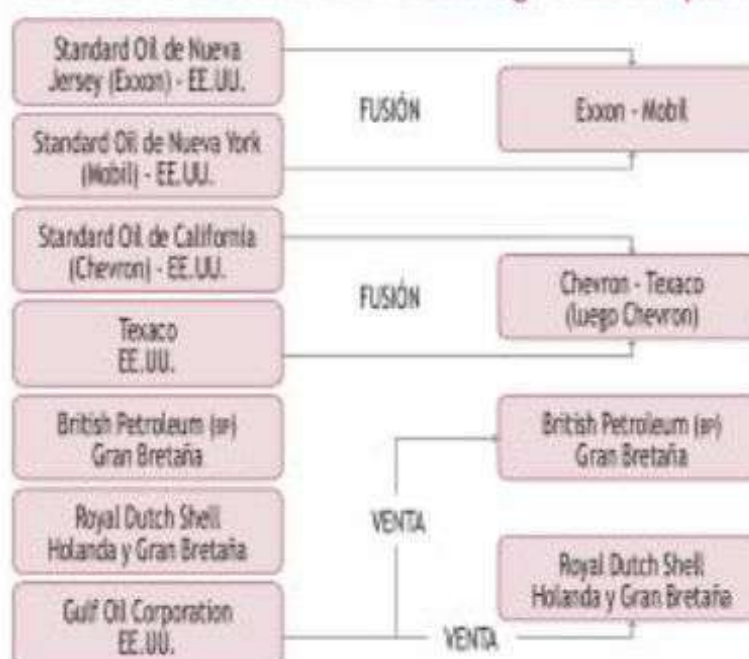 Standard Oil de Nueva
Jersey (Exxon) - EE.UU.
Standard Oil de Nueva York
(Mobil) - EE.UU.
Standard Oil de California
(Chevron) - EE.UU.
Texaco
EE.UU.
British Petroleum (BP)
Gran Bretaña
Royal Dutch Shell
Holanda y Gran Bretaña
Gulf Oil Corporation
EE.UU.
FUSIÓN
FUSIÓN
VENTA
VENTA
Exxon - Mobil
Chevron - Texaco
(luego Chevron)
British Petroleum (BP)
Gran Bretaña
Royal Dutch Shell
Holanda y Gran Bretaña